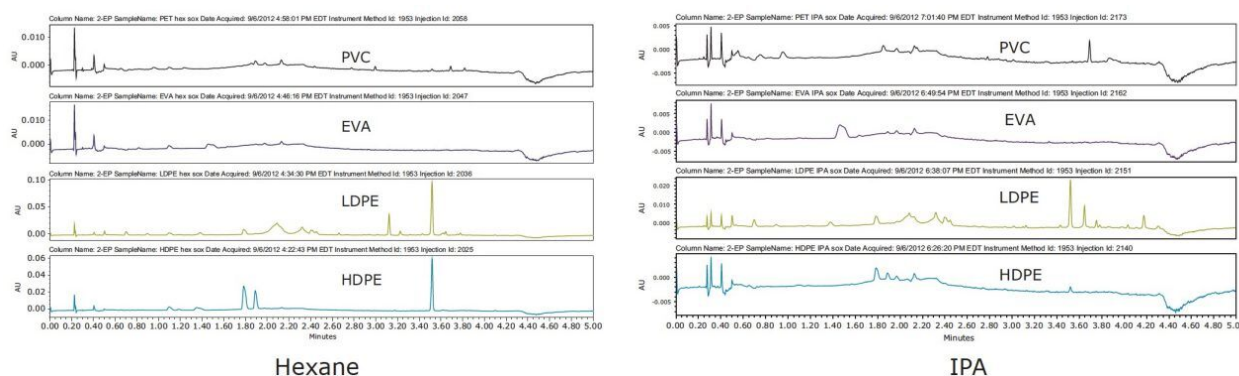 Column Name: 2-EP SampleName: PET hex sox Date Acquired: 9/6/2012 4:58:01 PM EDT Instrument Method Id: 1953 Injection Id: 2058
0.010
0.000
AU
PVC
Column Name: 2-EP SampleName: EVA hex sox Date Acquired: 9/6/2012 4:46:16 PM EDT Instrument Method Id: 1953 Injection Id: 2047
0.010
0.000
AU
EVA
Column Name: 2-EP SampleName: LDPE hex sox Date Acquired: 9/6/2012 4:34:30 PM EDT Instrument Method Id: 1953 Injection Id: 2036
0.10
0.05
0.00
AU
LDPE
Column Name: 2-EP SampleName: HDPE hex sox Date Acquired: 9/6/2012 4:22:43 PM EDT Instrument Method Id: 1953 Injection Id: 2025
0.06
0.04
0.02
0.00
AU
HDPE
0.00 0.20 0.40 0.60 0.80 1.00 1.20 1.40 1.60 1.80 2.00 2.20 2.40 2.60 2.80 3.00 3.20 3.40 3.60 3.80 4.00 4.20 4.40 4.60 4.80 5.00
Minutes
Hexane
Column Name: 2-EP SampleName: PET IPA sox Date Acquired: 9/6/2012 7:01:40 PM EDT Instrument Method Id: 1953 Injection Id: 2173
0.005
0.000
-0.005
AU
PVC
Column Name: 2-EP SampleName: EVA IPA sox Date Acquired: 9/6/2012 6:49:54 PM EDT Instrument Method Id: 1953 Injection Id: 2162
0.005
0.000
-0.005
AU
EVA
Column Name: 2-EP SampleName: LDPE IPA sox Date Acquired: 9/6/2012 6:38:07 PM EDT Instrument Method Id: 1953 Injection Id: 2151
0.020
0.010
0.000
AU
LDPE
Column Name: 2-EP SampleName: HDPE IPA sox Date Acquired: 9/6/2012 6:26:20 PM EDT Instrument Method Id: 1953 Injection Id: 2140
0.000
-0.005
AU
HDPE
0.00 0.20 0.40 0.60 0.80 1.00 1.20 1.40 1.60 1.80 2.00 2.20 2.40 2.60 2.80 3.00 3.20 3.40 3.60 3.80 4.00 4.20 4.40 4.60 4.80 5.00
Minutes
IPA